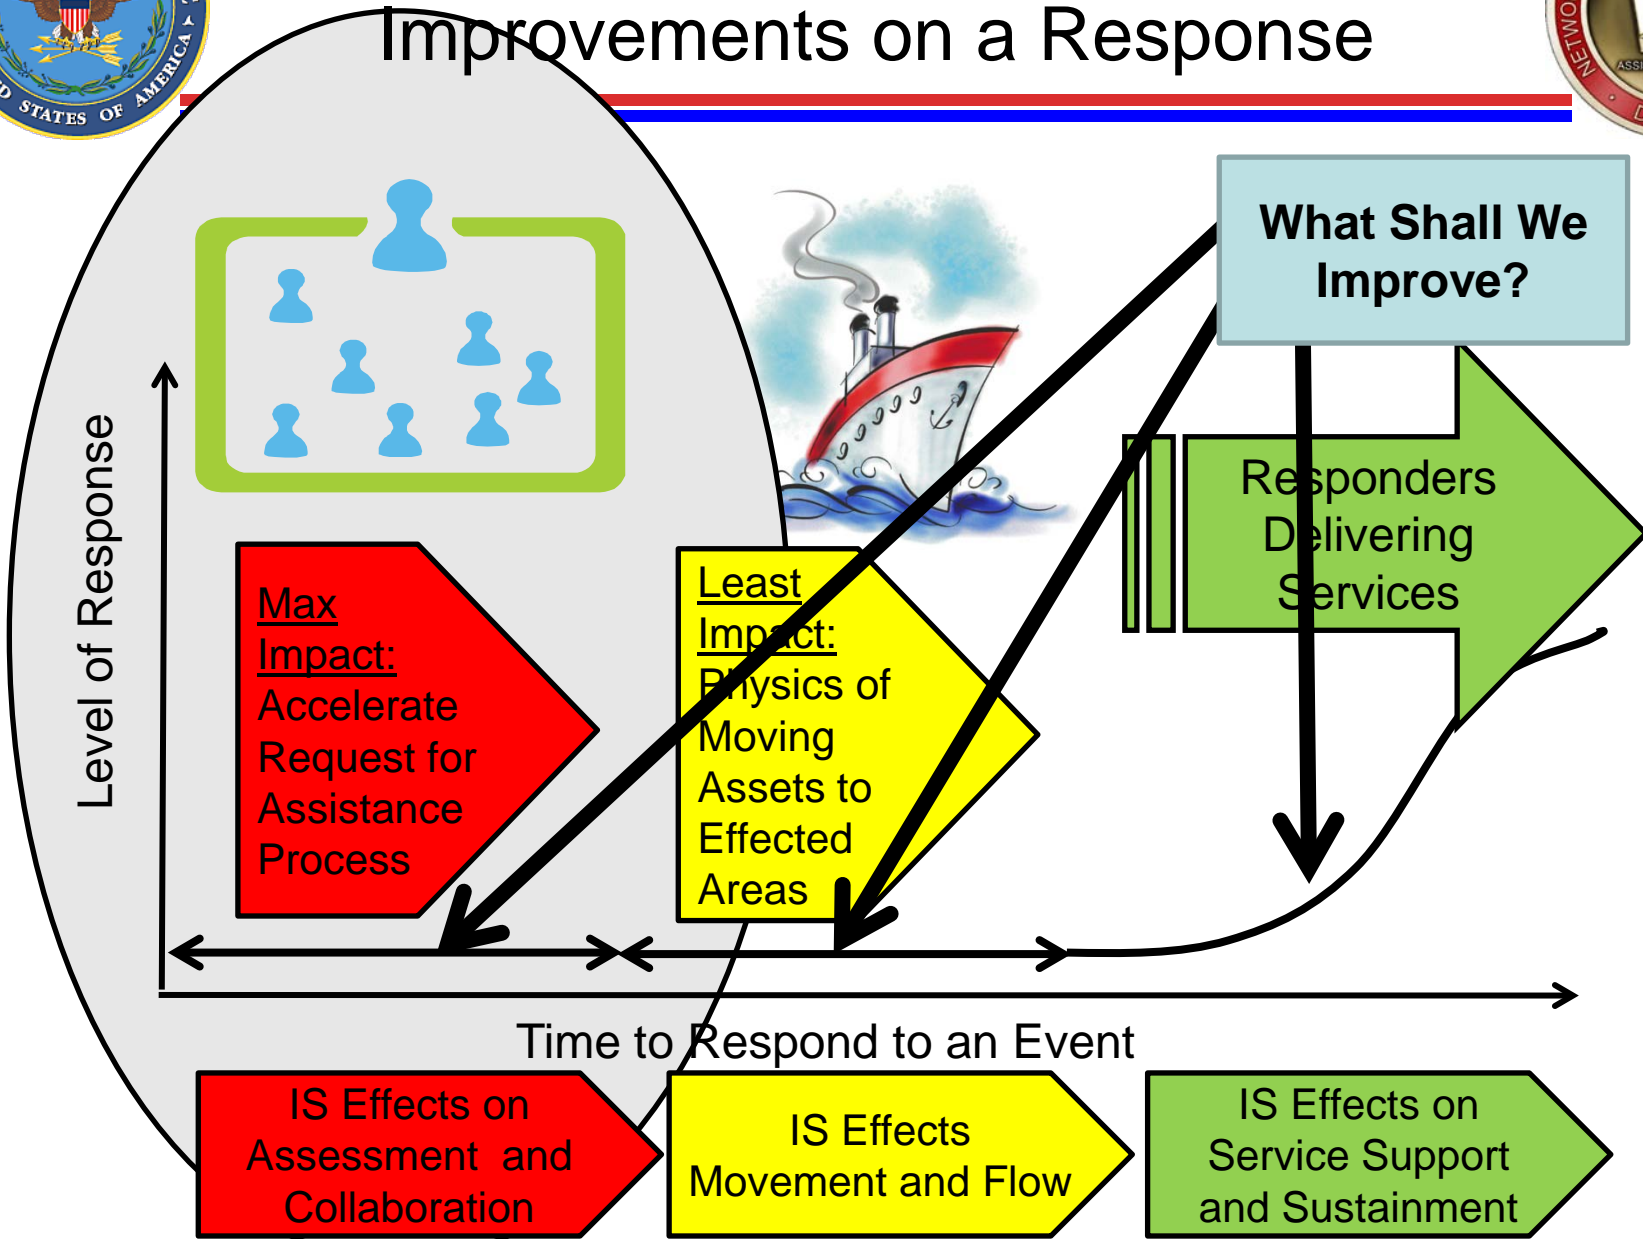 Improvements on a Response
STATES OF AMERICA
NETWO
ASSI
What Shall We
Improve?
Level of Response
Responders
Delivering
Services
Max
Impact:
Accelerate
Request for
Assistance
Process
Least
Impact:
Physics of
Moving
Assets to
Effected
Areas
Time to Respond to an Event
IS Effects on
Assessment and
Collaboration
IS Effects
Movement and Flow
IS Effects on
Service Support
and Sustainment